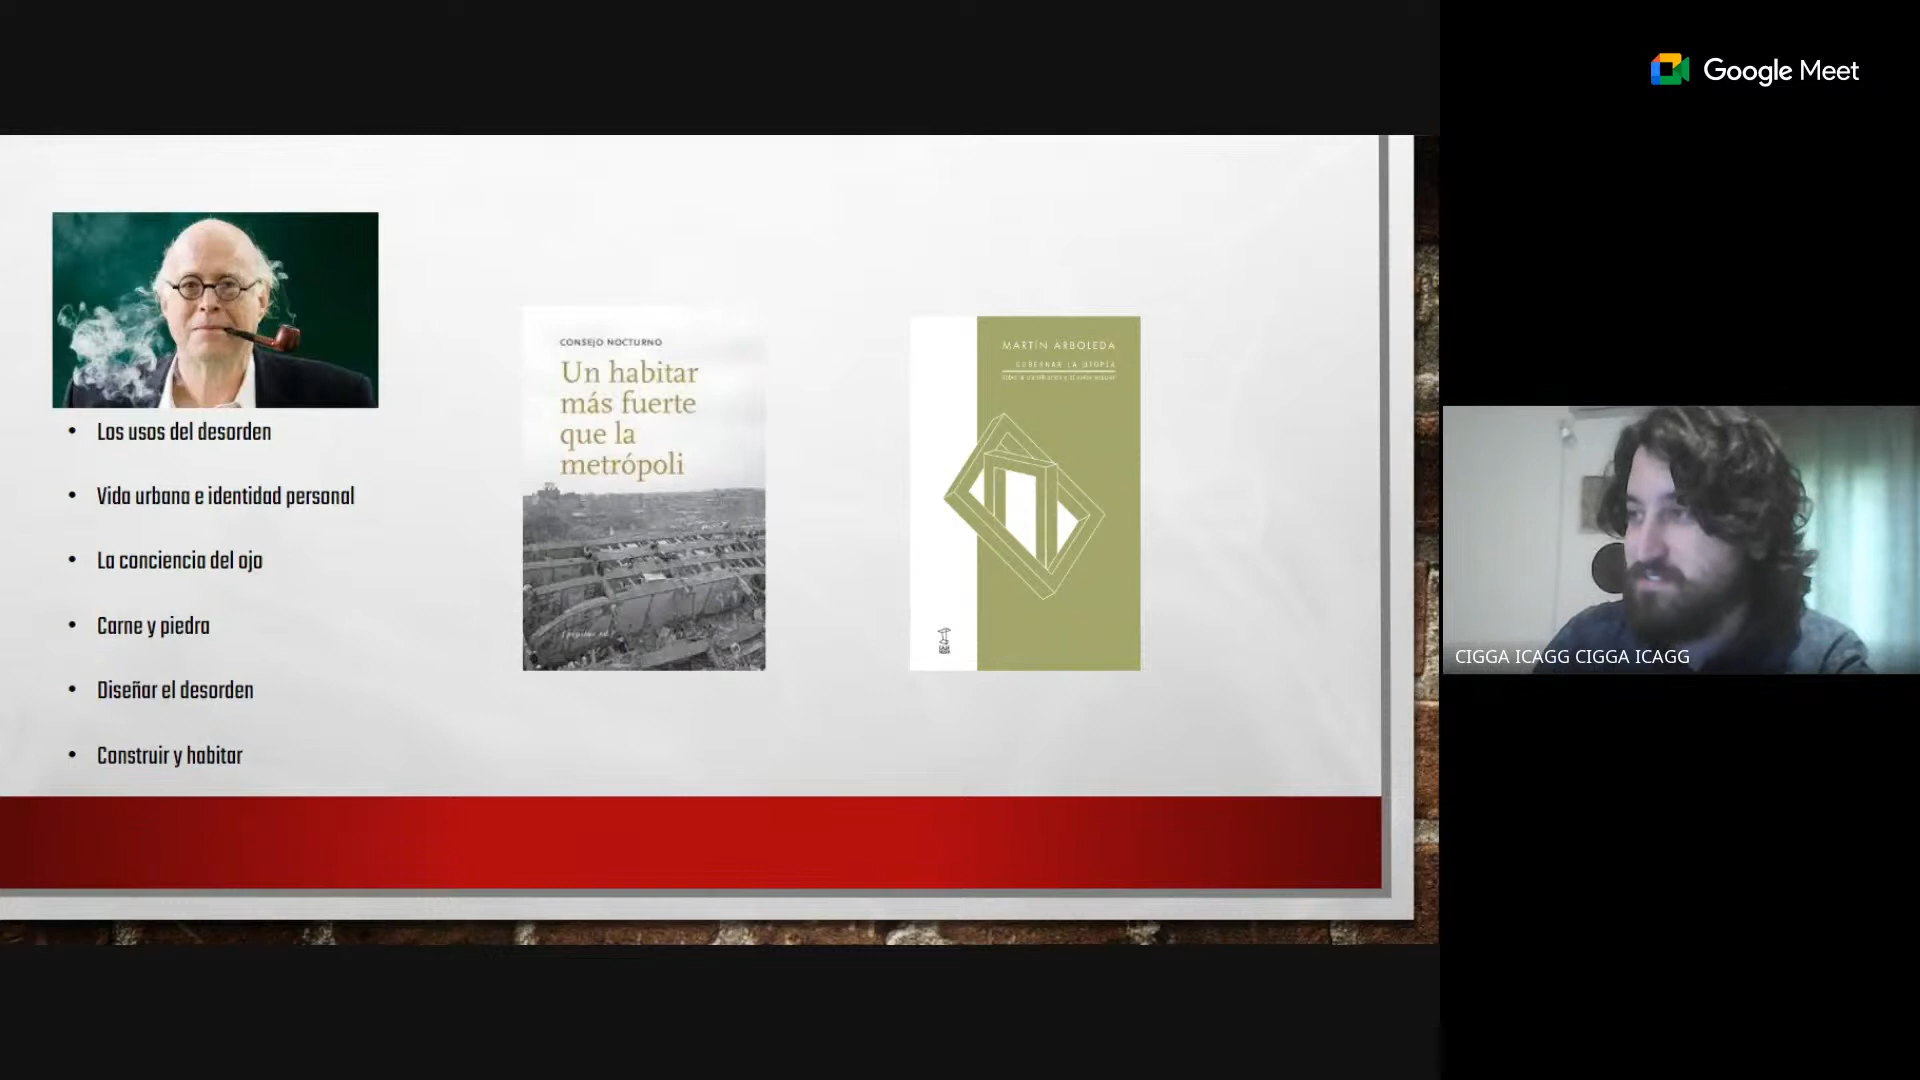 Google Meet
Los usos del desorden
Vida urbana e identidad personal
La conciencia del ojo
Carne y piedra
Diseñar el desorden
Construir y habitar
CONSEJO NOCTURNO
Un habitar
más fuerte
que la
metrópoli
MARTÍN ARBOLEDA
GOBERNAR LA UTOPÍA
CIGGA ICAGG CIGGA ICAGG